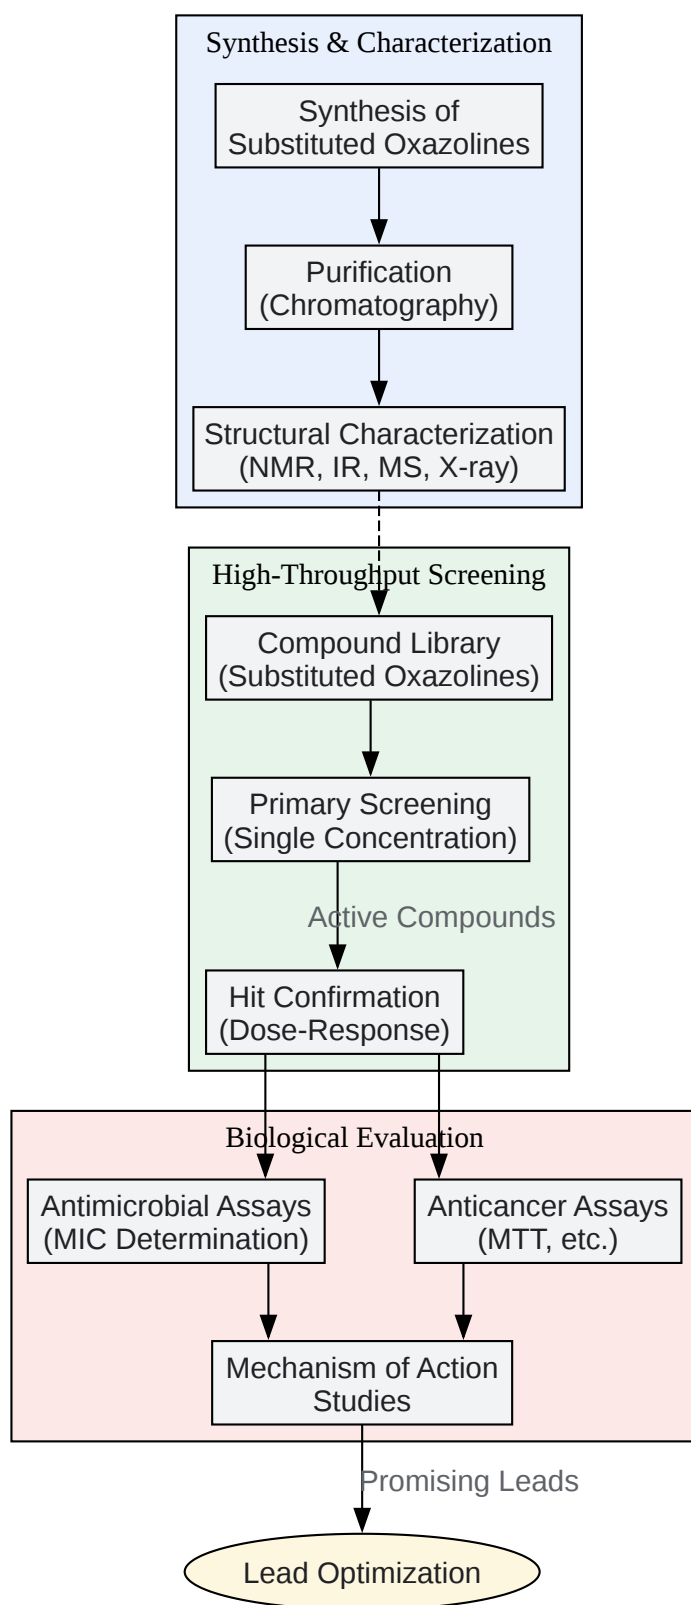 Synthesis & Characterization
Synthesis of
Substituted Oxazolines
Purification
(Chromatography)
Structural Characterization
(NMR, IR, MS, X-ray)
High-Throughput Screening
Compound Library
(Substituted Oxazolines)
Primary Screening
(Single Concentration)
Active Compounds
Hit Confirmation
(Dose-Response)
Biological Evaluation
Antimicrobial Assays
(MIC Determination)
Anticancer Assays
(MTT, etc.)
Mechanism of Action
Studies
Promising Leads
Lead Optimization